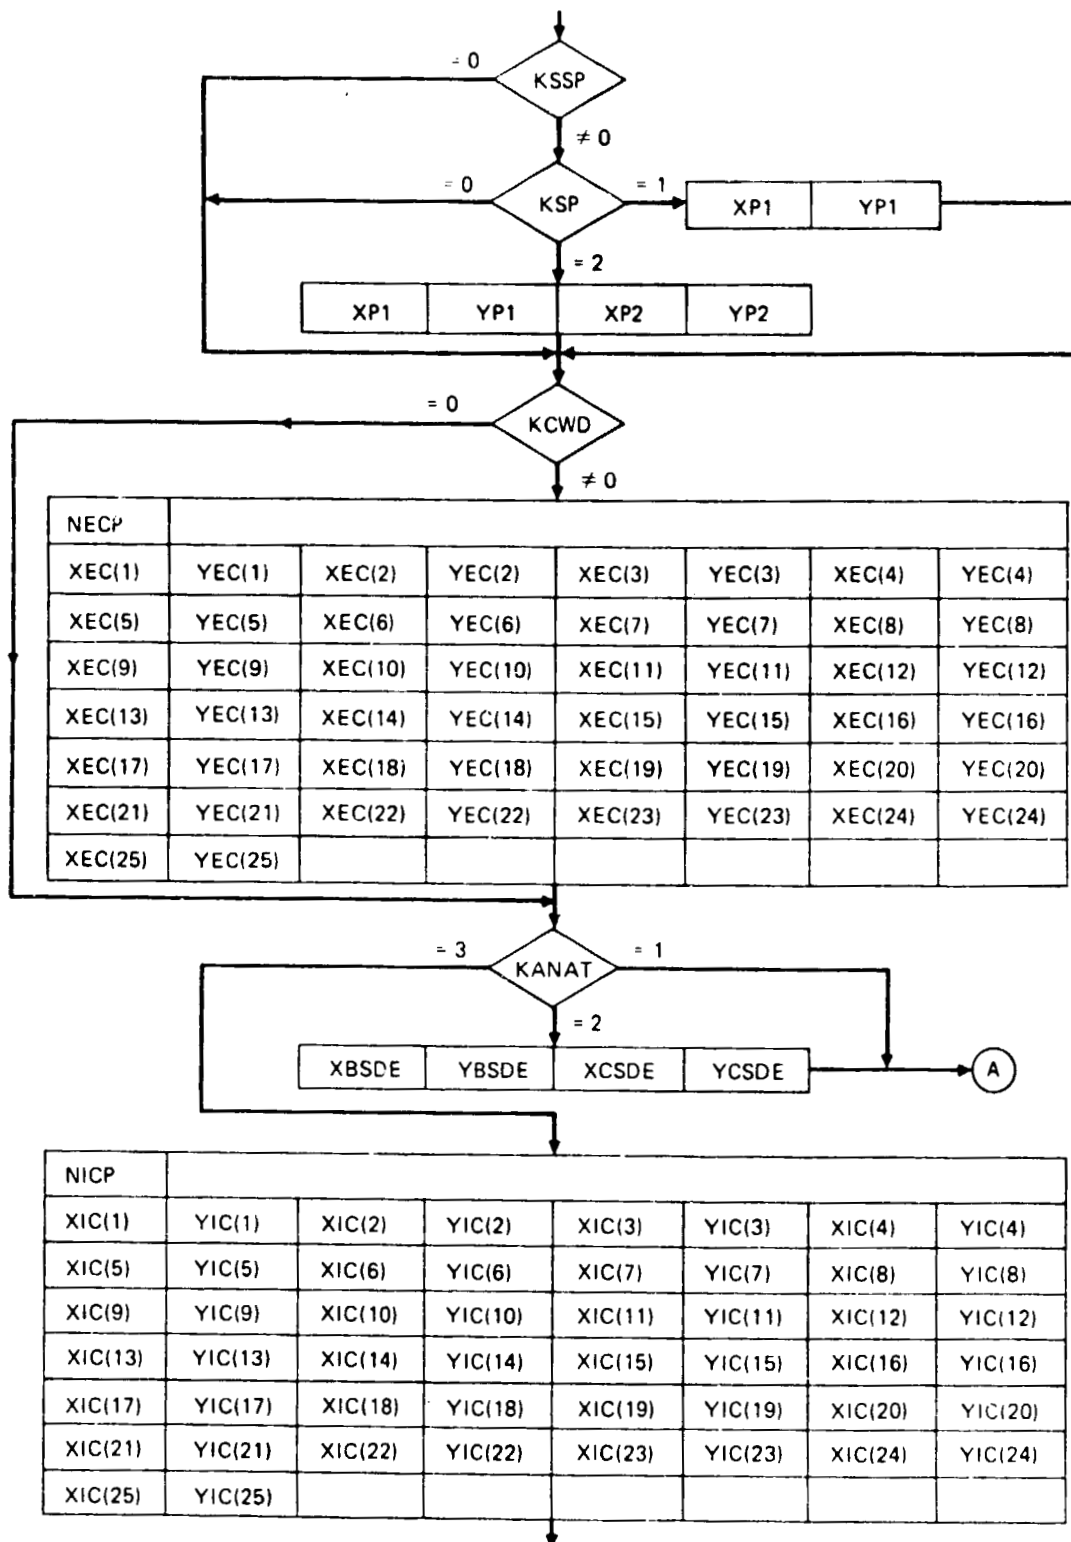 = 0
KSSP
≠ 0
= 0
KSP
= 1
XP1 YP1
= 2
XP1 YP1 XP2 YP2
= 0
KCWD
≠ 0
NECP
XEC(1) YEC(1) XEC(2) YEC(2) XEC(3) YEC(3) XEC(4) YEC(4)
XEC(5) YEC(5) XEC(6) YEC(6) XEC(7) YEC(7) XEC(8) YEC(8)
XEC(9) YEC(9) XEC(10) YEC(10) XEC(11) YEC(11) XEC(12) YEC(12)
XEC(13) YEC(13) XEC(14) YEC(14) XEC(15) YEC(15) XEC(16) YEC(16)
XEC(17) YEC(17) XEC(18) YEC(18) XEC(19) YEC(19) XEC(20) YEC(20)
XEC(21) YEC(21) XEC(22) YEC(22) XEC(23) YEC(23) XEC(24) YEC(24)
XEC(25) YEC(25)
= 3
KANAT
= 1
= 2
XBSDE YBSDE XCSDE YCSDE
A
NICP
XIC(1) YIC(1) XIC(2) YIC(2) XIC(3) YIC(3) XIC(4) YIC(4)
XIC(5) YIC(5) XIC(6) YIC(6) XIC(7) YIC(7) XIC(8) YIC(8)
XIC(9) YIC(9) XIC(10) YIC(10) XIC(11) YIC(11) XIC(12) YIC(12)
XIC(13) YIC(13) XIC(14) YIC(14) XIC(15) YIC(15) XIC(16) YIC(16)
XIC(17) YIC(17) XIC(18) YIC(18) XIC(19) YIC(19) XIC(20) YIC(20)
XIC(21) YIC(21) XIC(22) YIC(22) XIC(23) YIC(23) XIC(24) YIC(24)
XIC(25) YIC(25)